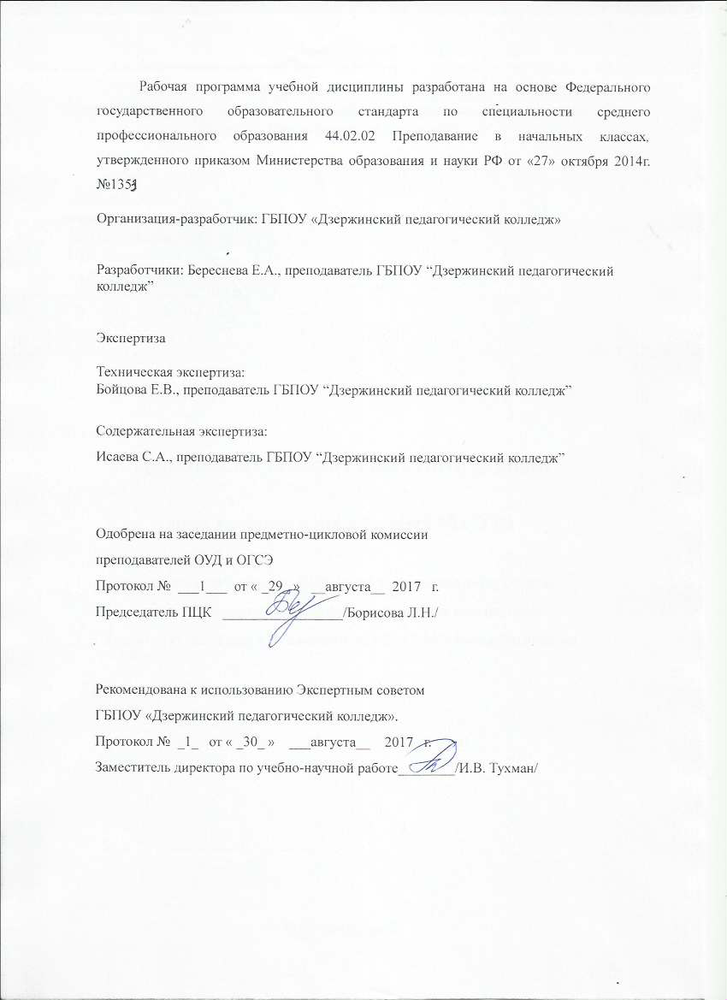 Рабочая программа учебной дисциплины разработана на основе Федерального
государственного образовательного стандарта по специальности среднего
профессионального образования 44.02.02 Преподавание в начальных классах,
утвержденного приказом Министерства образования и науки РФ от «27» октября 2014г.
№1353
Организация-разработчик: ГБПОУ «Дзержинский педагогический колледж»
Разработчики: Береснева Е.А., преподаватель ГБПОУ “Дзержинский педагогический
колледж”
Экспертиза
Техническая экспертиза:
Бойцова Е.В., преподаватель ГБПОУ “Дзержинский педагогический колледж”
Содержательная экспертиза:
Исаева С.А., преподаватель ГБПОУ “Дзержинский педагогический колледж”
Одобрена на заседании предметно-цикловой комиссии
преподавателей ОУД и ОГСЭ
Протокол № ___1___ от « _29_ » __августа__ 2017 г.
Председатель ПЦК __________________/Борисова Л.Н./
Рекомендована к использованию Экспертным советом
ГБПОУ «Дзержинский педагогический колледж».
Протокол № _1_ от « _30_ » ___августа__ 2017 г.
Заместитель директора по учебно-научной работе_________/И.В. Тухман/